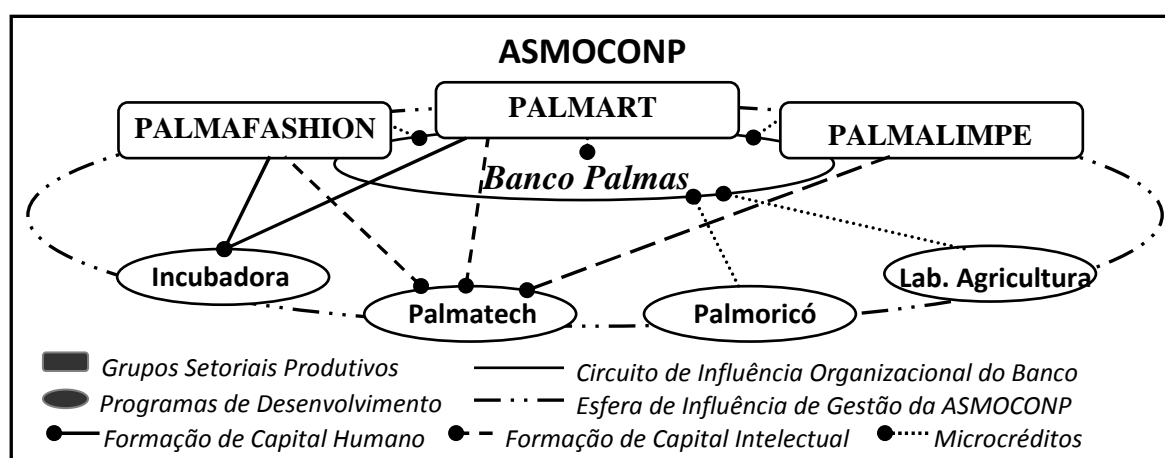 ASMOCONP
PALMAFASHION
PALMART
PALMALIMPE
Banco Palmas
Incubadora
Palmatech
Palmoricó
Lab. Agricultura
Grupos Setoriais Produtivos
Circuito de Influência Organizacional do Banco
Programas de Desenvolvimento
Esfera de Influência de Gestão da ASMOCONP
Formação de Capital Humano
Formação de Capital Intelectual
Microcréditos